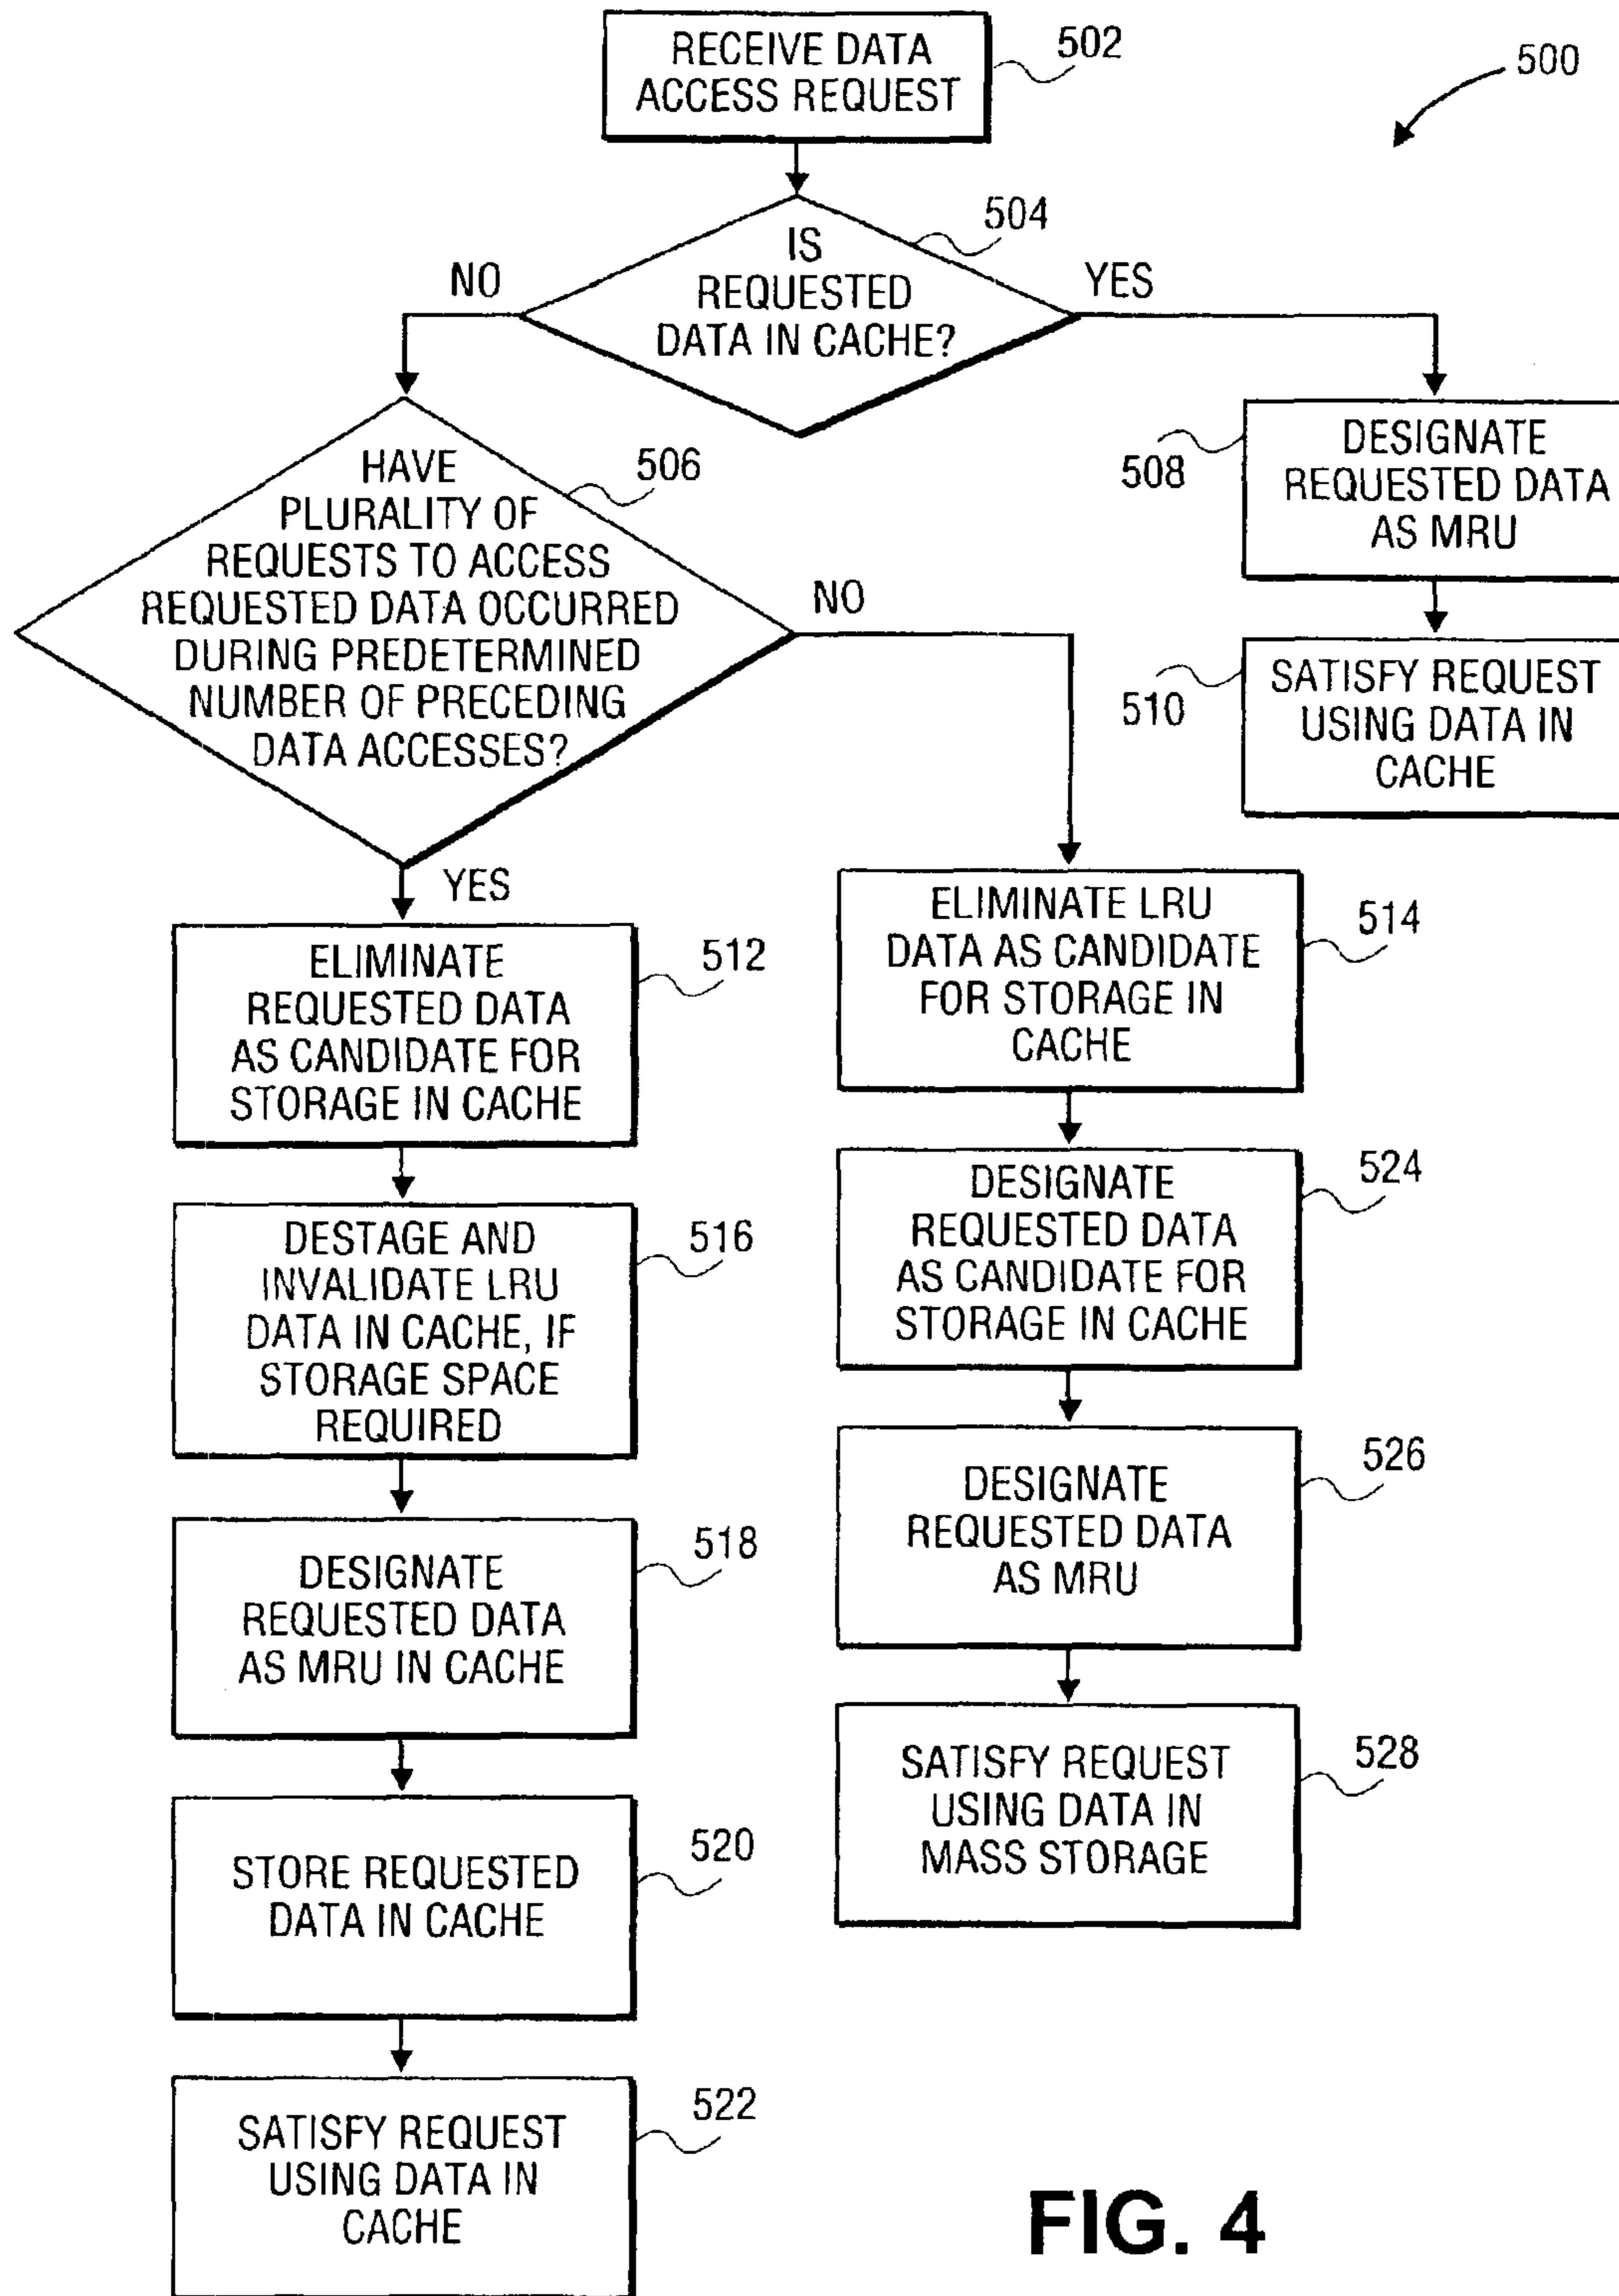 RECEIVE DATA
ACCESS REQUEST
502
500
IS
REQUESTED
DATA IN CACHE?
504
NO
YES
HAVE
PLURALITY OF
REQUESTS TO ACCESS
REQUESTED DATA OCCURRED
DURING PREDETERMINED
NUMBER OF PRECEDING
DATA ACCESSES?
506
NO
YES
508
DESIGNATE
REQUESTED DATA
AS MRU
510
SATISFY REQUEST
USING DATA IN
CACHE
ELIMINATE
REQUESTED DATA
AS CANDIDATE FOR
STORAGE IN CACHE
512
DESTAGE AND
INVALIDATE LRU
DATA IN CACHE, IF
STORAGE SPACE
REQUIRED
516
DESIGNATE
REQUESTED DATA
AS MRU IN CACHE
518
STORE REQUESTED
DATA IN CACHE
520
SATISFY REQUEST
USING DATA IN
CACHE
522
ELIMINATE LRU
DATA AS CANDIDATE
FOR STORAGE IN
CACHE
514
DESIGNATE
REQUESTED DATA
AS CANDIDATE FOR
STORAGE IN CACHE
524
DESIGNATE
REQUESTED DATA
AS MRU
526
SATISFY REQUEST
USING DATA IN
MASS STORAGE
528
FIG. 4